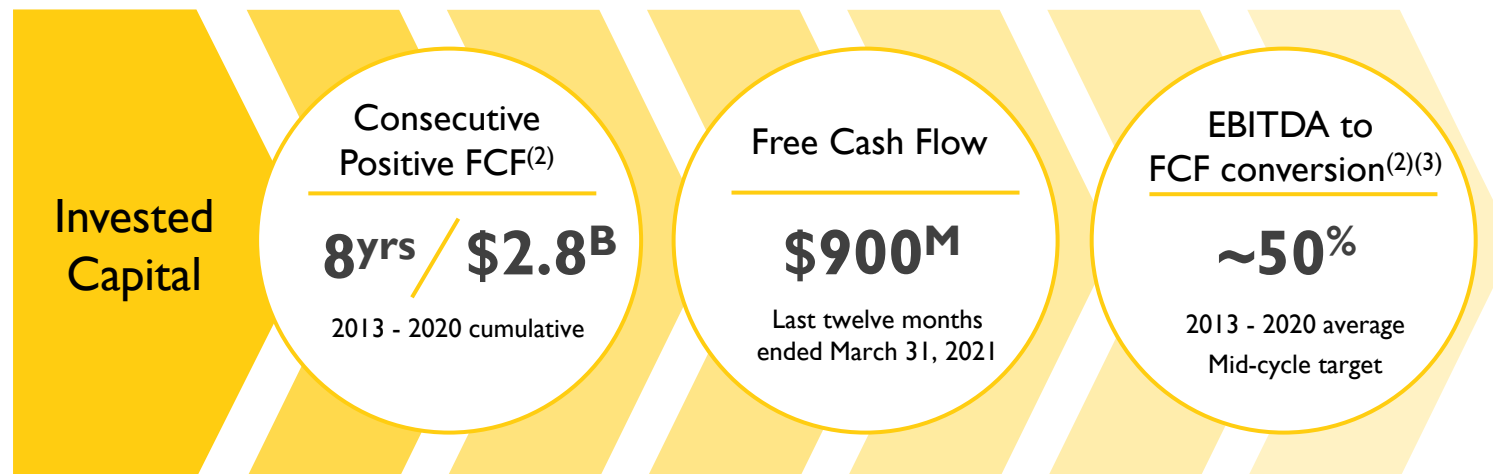 Invested
Capital
Consecutive
Positive FCF(2)
8yrs / $2.8B
2013 - 2020 cumulative
Free Cash Flow
$900M
Last twelve months
ended March 31, 2021
EBITDA to
FCF conversion(2)(3)
~50%
2013 - 2020 average
Mid-cycle target